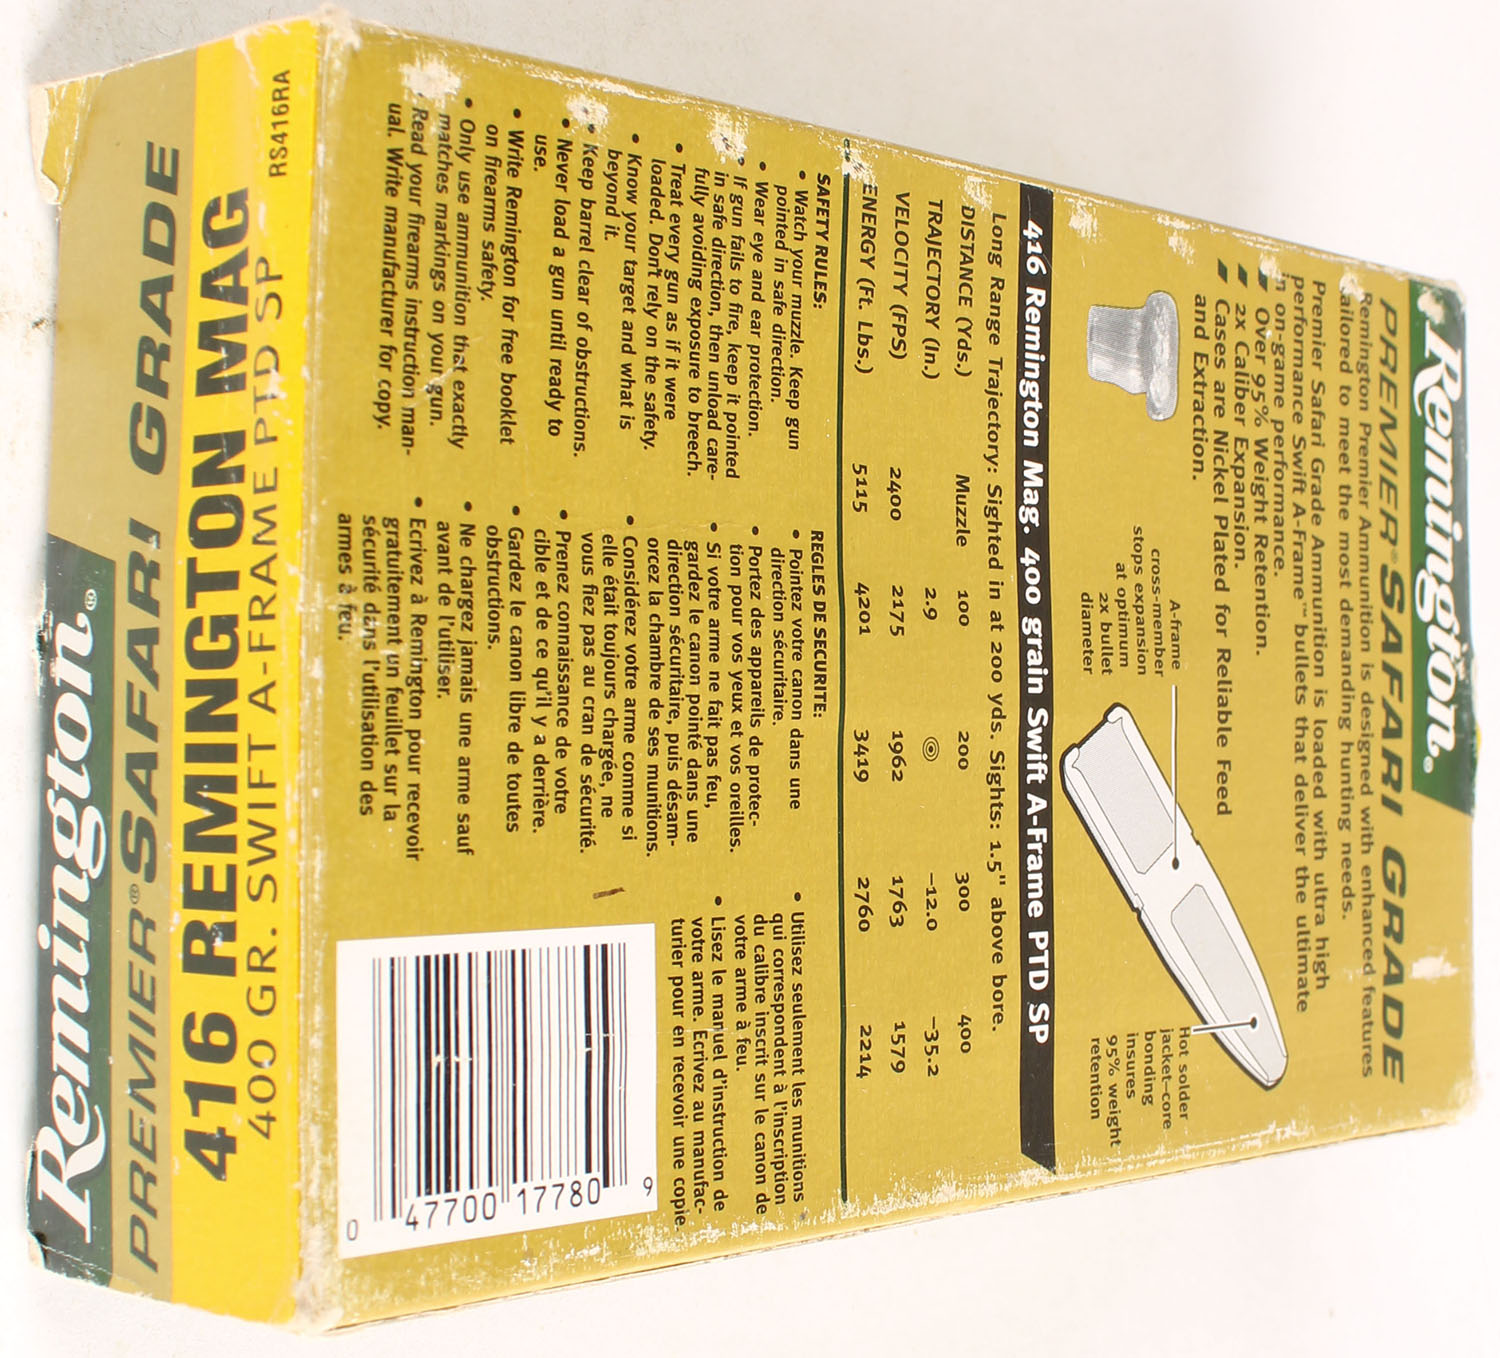 Remington.
PREMIER® SAFARI GRADE
Remington Premier Ammunition is designed with enhanced features
tailored to meet the most demanding hunting needs.
Premier Safari Grade Ammunition is loaded with ultra high
performance Swift A-Frame™ bullets that deliver the ultimate
in on-game performance.
Over 95% Weight Retention.
2X Caliber Expansion.
Cases are Nickel Plated for Reliable Feed
and Extraction.
A-frame
cross-member
stops expansion
at optimum
2X bullet
diameter
Hot solder
jacket-core
bonding
insures
95% weight
retention
416 Remington Mag. 400 grain Swift A-Frame PTD SP
Long Range Trajectory: Sighted in at 200 yds. Sights: 1.5" above bore.
DISTANCE (Yds.) Muzzle 100 200 300 400
TRAJECTORY (In.) 2.9 ◎ -12.0 -35.2
VELOCITY (FPS) 2400 2175 1962 1763 1579
ENERGY (Ft. Lbs.) 5115 4201 3419 2760 2214
SAFETY RULES:
• Watch your muzzle. Keep gun
pointed in safe direction.
• Wear eye and ear protection.
• If gun fails to fire, keep it pointed
in safe direction, then unload care-
fully avoiding exposure to breech.
• Treat every gun as if it were
loaded. Don't rely on the safety.
• Know your target and what is
beyond it.
• Keep barrel clear of obstructions.
• Never load a gun until ready to
use.
• Write Remington for free booklet
on firearms safety.
• Only use ammunition that exactly
matches markings on your gun.
• Read your firearms instruction man-
ual. Write manufacturer for copy.
REGLES DE SECURITE:
• Pointez votre canon dans une
direction sécuritaire.
• Portez des appareils de protec-
tion pour vos yeux et vos oreilles.
• Si votre arme ne fait pas feu,
gardez le canon pointé dans une
direction sécuritaire, puis désam-
orcez la chambre de ses munitions.
• Considérez votre arme comme si
elle était toujours chargée, ne
vous fiez pas au cran de sécurité.
• Prenez connaissance de votre
cible et de ce qu'il y a derrière.
• Gardez le canon libre de toutes
obstructions.
• Ne chargez jamais une arme sauf
avant de l'utiliser.
• Ecrivez à Remington pour recevoir
gratuitement un feuillet sur la
sécurité dans l'utilisation des
armes à feu.
• Utilisez seulement les munitions
qui correspondent à l'inscription
du calibre inscrit sur le canon de
votre arme à feu.
• Lisez le manuel d'instruction de
votre arme. Ecrivez au manufac-
turier pour en recevoir une copie.
0 47700 17780 9
RS416RA
416 REMINGTON MAG
400 GR. SWIFT A-FRAME PTD SP
PREMIER® SAFARI GRADE
Remington®